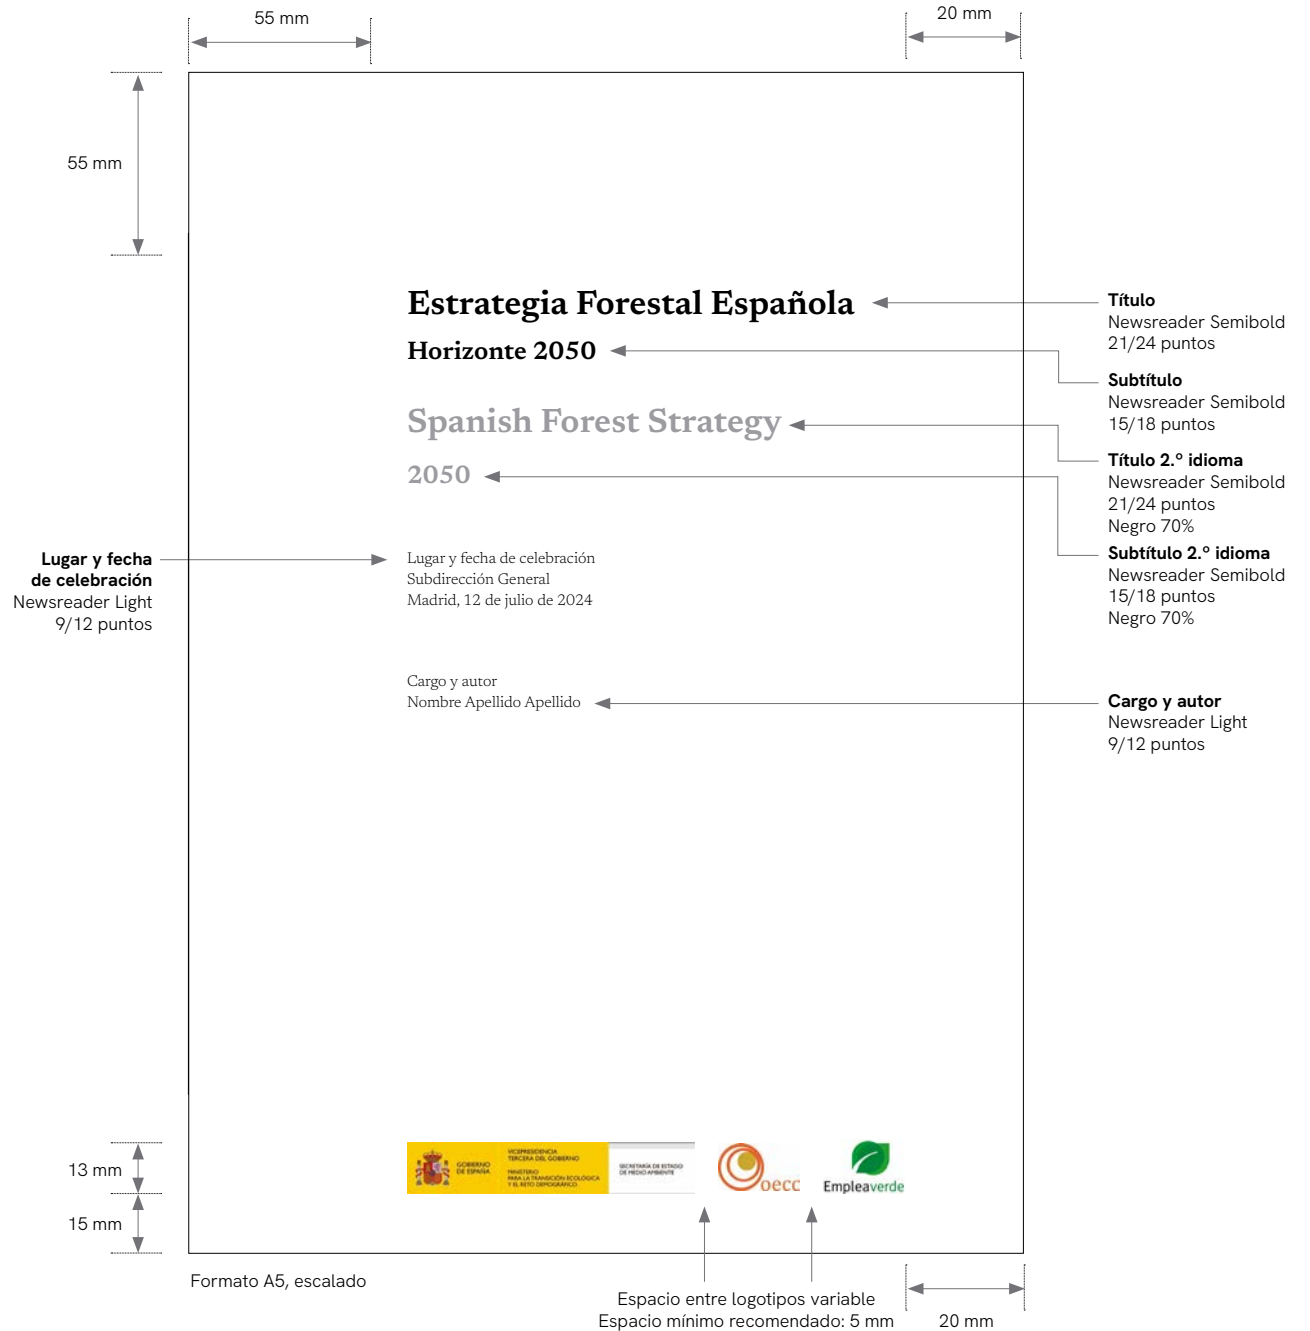 55 mm
20 mm
55 mm
Estrategia Forestal Española
Horizonte 2050
Spanish Forest Strategy
2050
Título
Newsreader Semibold
21/24 puntos
Subtítulo
Newsreader Semibold
15/18 puntos
Título 2.º idioma
Newsreader Semibold
21/24 puntos
Negro 70%
Subtítulo 2.º idioma
Newsreader Semibold
15/18 puntos
Negro 70%
Lugar y fecha
de celebración
Newsreader Light
9/12 puntos
Lugar y fecha de celebración
Subdirección General
Madrid, 12 de julio de 2024
Cargo y autor
Nombre Apellido Apellido
Cargo y autor
Newsreader Light
9/12 puntos
13 mm
15 mm
GOBIERNO
DE ESPAÑA
VICEPRESIDENCIA
TERCERA DEL GOBIERNO
MINISTERIO
PARA LA TRANSICIÓN ECOLÓGICA
Y EL RETO DEMOGRÁFICO
SECRETARÍA DE ESTADO
DE MEDIO AMBIENTE
oecc
Empleaverde
Formato A5, escalado
Espacio entre logotipos variable
Espacio mínimo recomendado: 5 mm
20 mm